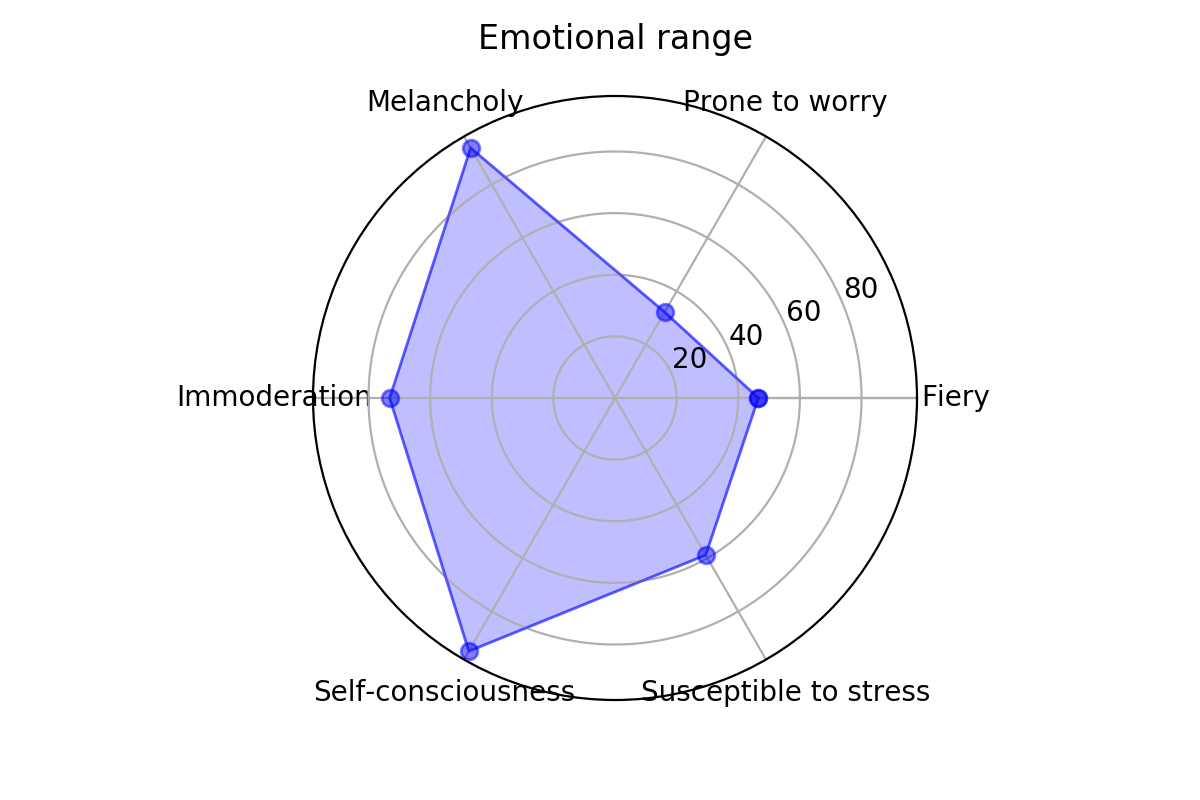 Emotional range
Melancholy
Prone to worry
80
60
40
20
Immoderation
Fiery
Self-consciousness
Susceptible to stress